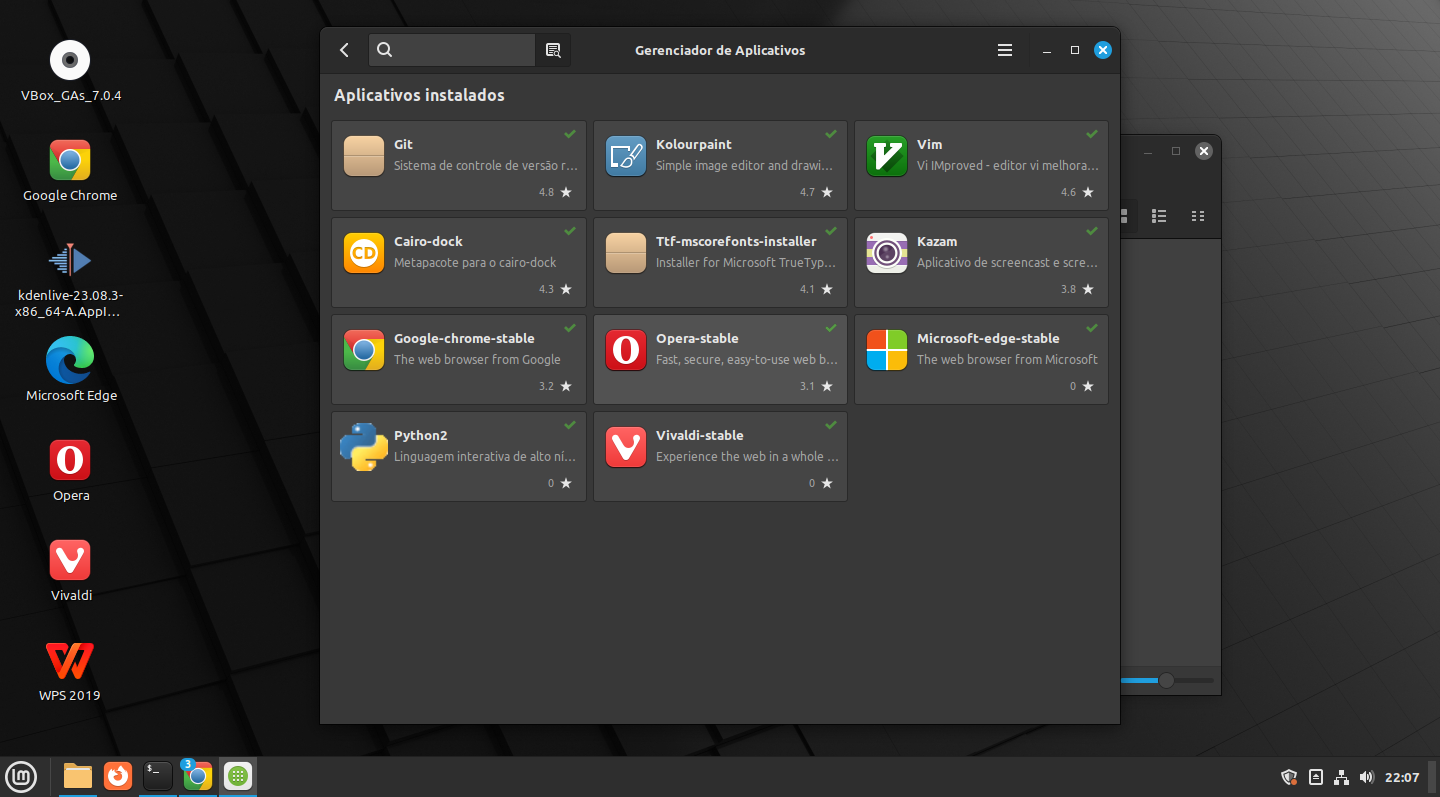 VBox_GAs_7.0.4
Google Chrome
kdenlive-23.08.3-
x86_64-A.AppI...
Microsoft Edge
Opera
Vivaldi
WPS 2019
Gerenciador de Aplicativos
Aplicativos instalados
Git
Sistema de controle de versão r...
4.8
Kolourpaint
Simple image editor and drawi...
4.7
Vim
Vi IMproved - editor vi melhora...
4.6
CD
Cairo-dock
Metapacote para o cairo-dock
4.3
Ttf-mscorefonts-installer
Installer for Microsoft TrueTyp...
4.1
Kazam
Aplicativo de screencast e scre...
3.8
Google-chrome-stable
The web browser from Google
3.2
Opera-stable
Fast, secure, easy-to-use web b...
3.1
Microsoft-edge-stable
The web browser from Microsoft
0
Python2
Linguagem interativa de alto ní...
0
Vivaldi-stable
Experience the web in a whole ...
0
$_
3
22:07